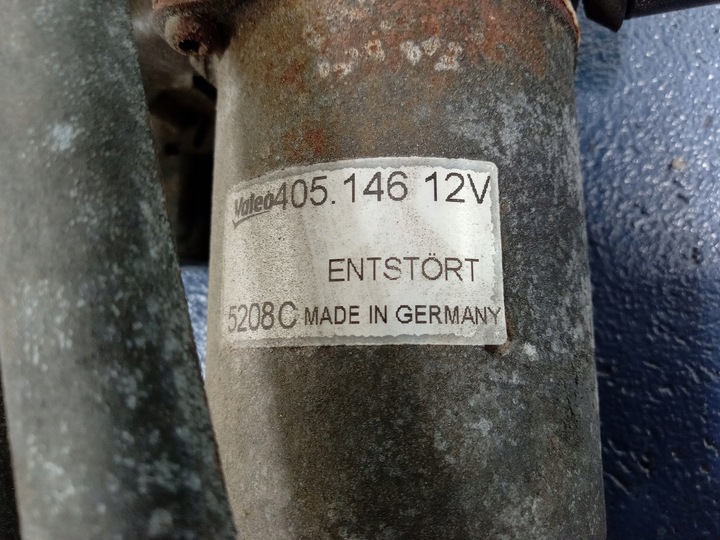 Valeo 405.146 12V
ENTSTÖRT
5208C MADE IN GERMANY